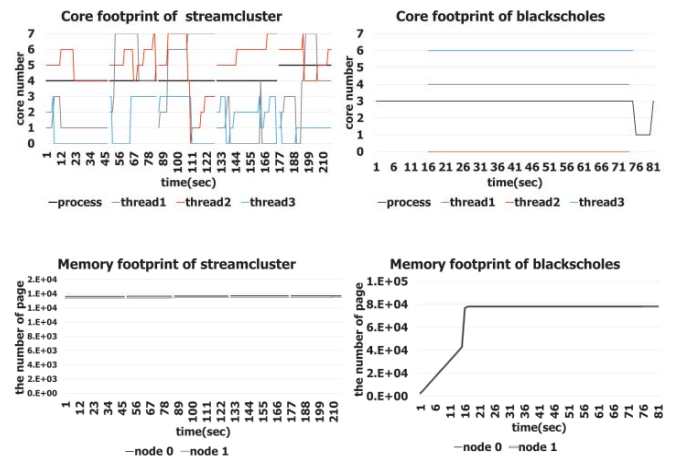 Core footprint of streamcluster
core number
7
6
5
4
3
2
1
0
1 12 23 34 45 56 67 78 89 100 111 122 133 144 155 166 177 188 199 210
time(sec)
process thread1 thread2 thread3
Core footprint of blackscholes
core number
7
6
5
4
3
2
1
0
1 6 11 16 21 26 31 36 41 46 51 56 61 66 71 76 81
time(sec)
process thread1 thread2 thread3
Memory footprint of streamcluster
the number of page
2.E+04
1.E+04
1.E+04
1.E+04
8.E+03
6.E+03
4.E+03
2.E+03
0.E+00
1 12 23 34 45 56 67 78 89 100 111 122 133 144 155 166 177 188 199 210
time(sec)
node 0 node 1
Memory footprint of blackscholes
the number of page
1.E+05
8.E+04
6.E+04
4.E+04
2.E+04
0.E+00
1 6 11 16 21 26 31 36 41 46 51 56 61 66 71 76 81
time(sec)
node 0 node 1